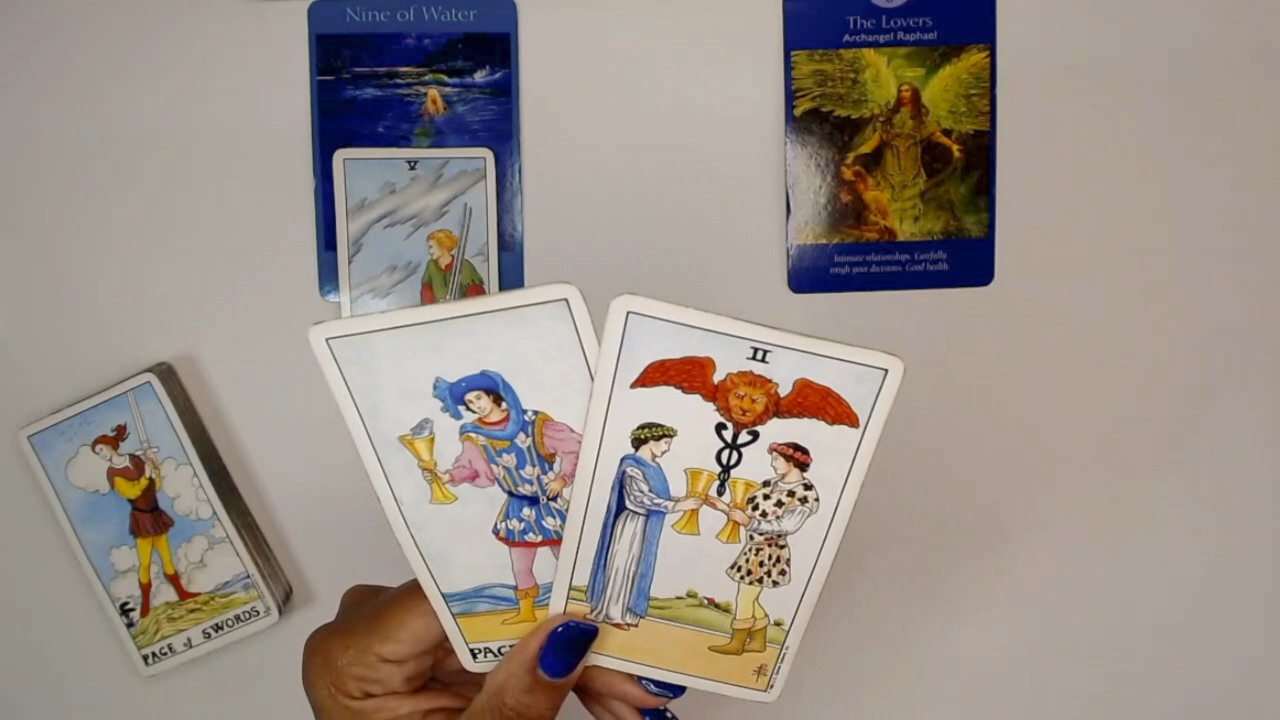 Nine of Water
The Lovers
Archangel Raphael
Intimate relationships. Carefully
weigh your decisions. Good health
V
II
PAGE of SWORDS
PAGE